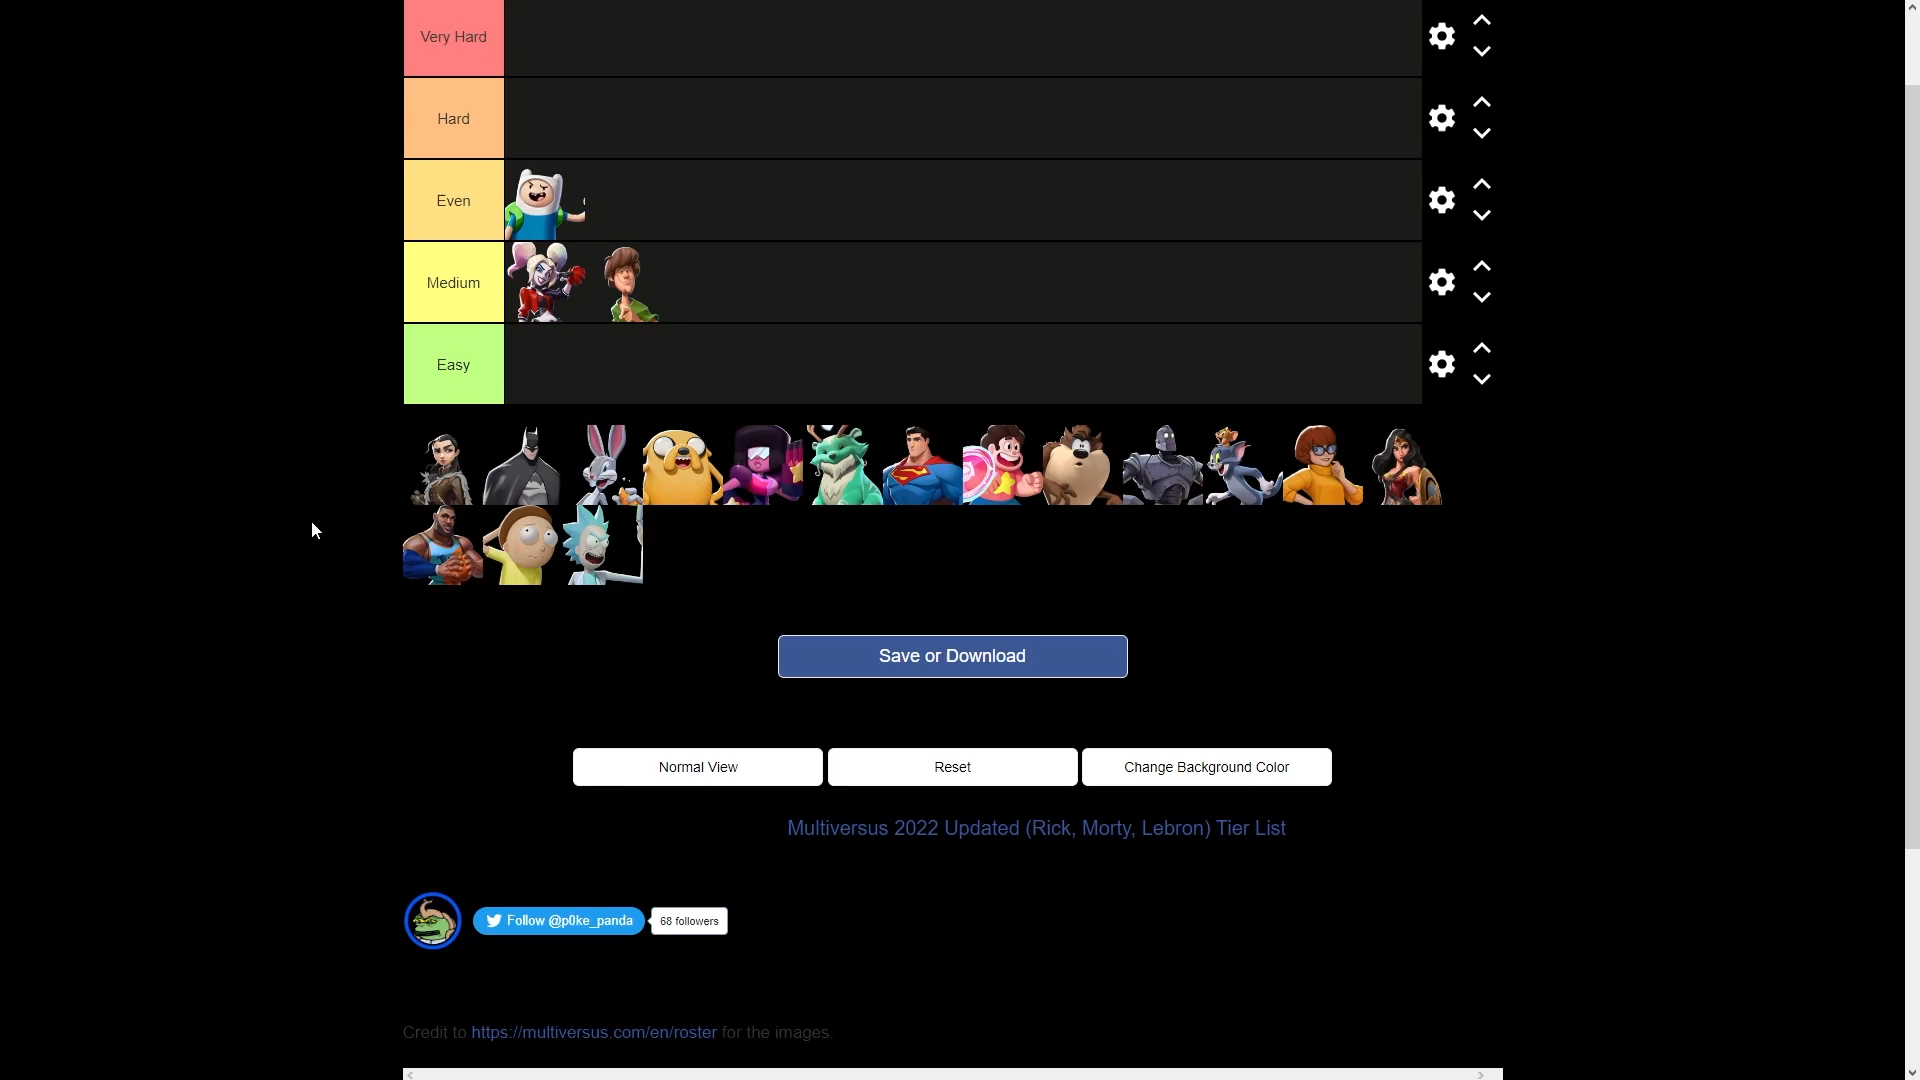 Very Hard
Hard
Even
Medium
Easy
Save or Download
Normal View
Reset
Change Background Color
Multiversus 2022 Updated (Rick, Morty, Lebron) Tier List
Follow @p0ke_panda
68 followers
Credit to https://multiversus.com/en/roster for the images.